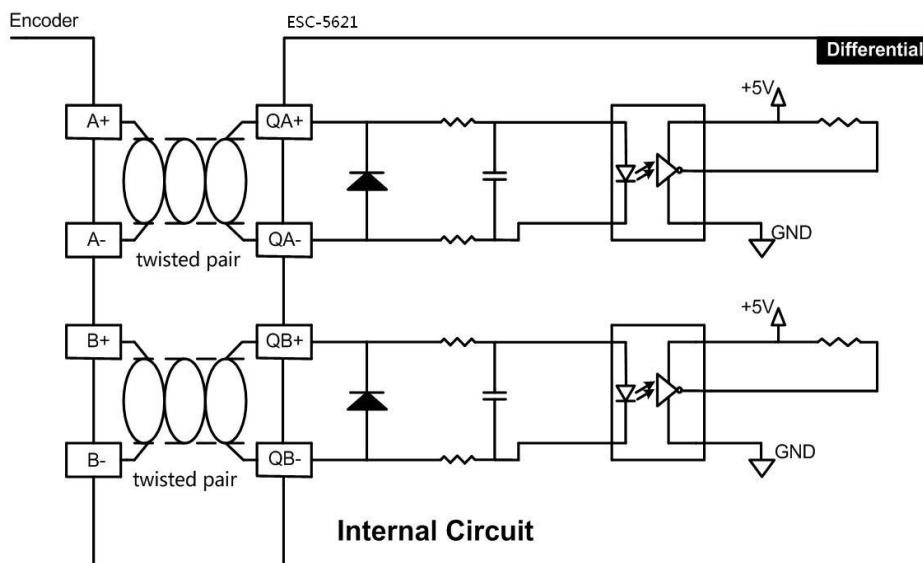 Encoder
ESC-5621
Differential
+5V
A+
QA+
A-
QA-
GND
twisted pair
+5V
B+
QB+
B-
QB-
GND
twisted pair
Internal Circuit